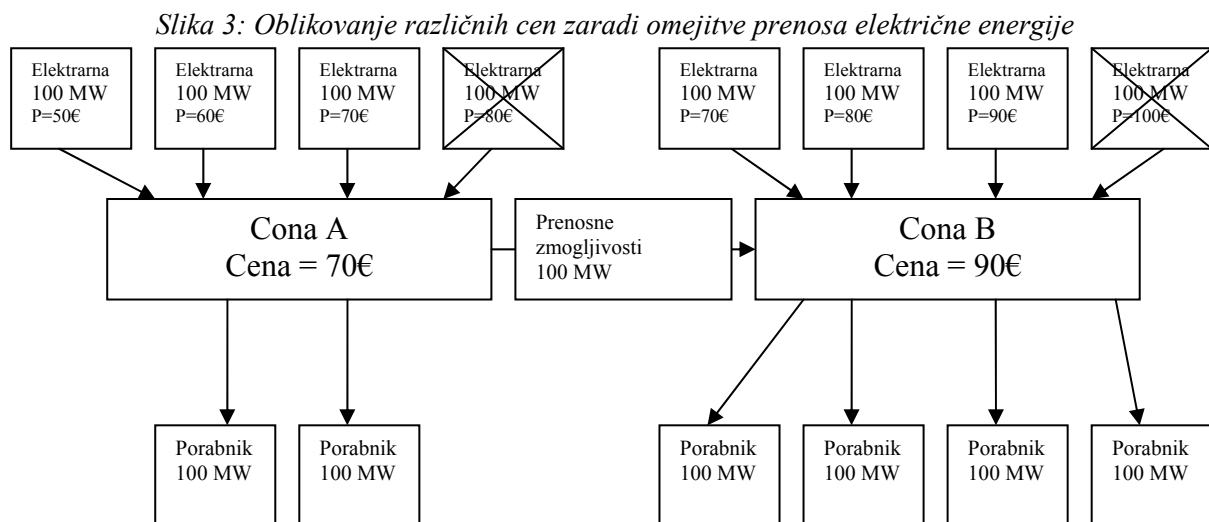 Slika 3: Oblikovanje različnih cen zaradi omejitve prenosa električne energije
Elektrarna
100 MW
P=50€
Elektrarna
100 MW
P=60€
Elektrarna
100 MW
P=70€
Elektrarna
100 MW
P=80€
Elektrarna
100 MW
P=70€
Elektrarna
100 MW
P=80€
Elektrarna
100 MW
P=90€
Elektrarna
100 MW
P=100€
Cona A
Cena = 70€
Prenosne
zmogljivosti
100 MW
Cona B
Cena = 90€
Porabnik
100 MW
Porabnik
100 MW
Porabnik
100 MW
Porabnik
100 MW
Porabnik
100 MW
Porabnik
100 MW